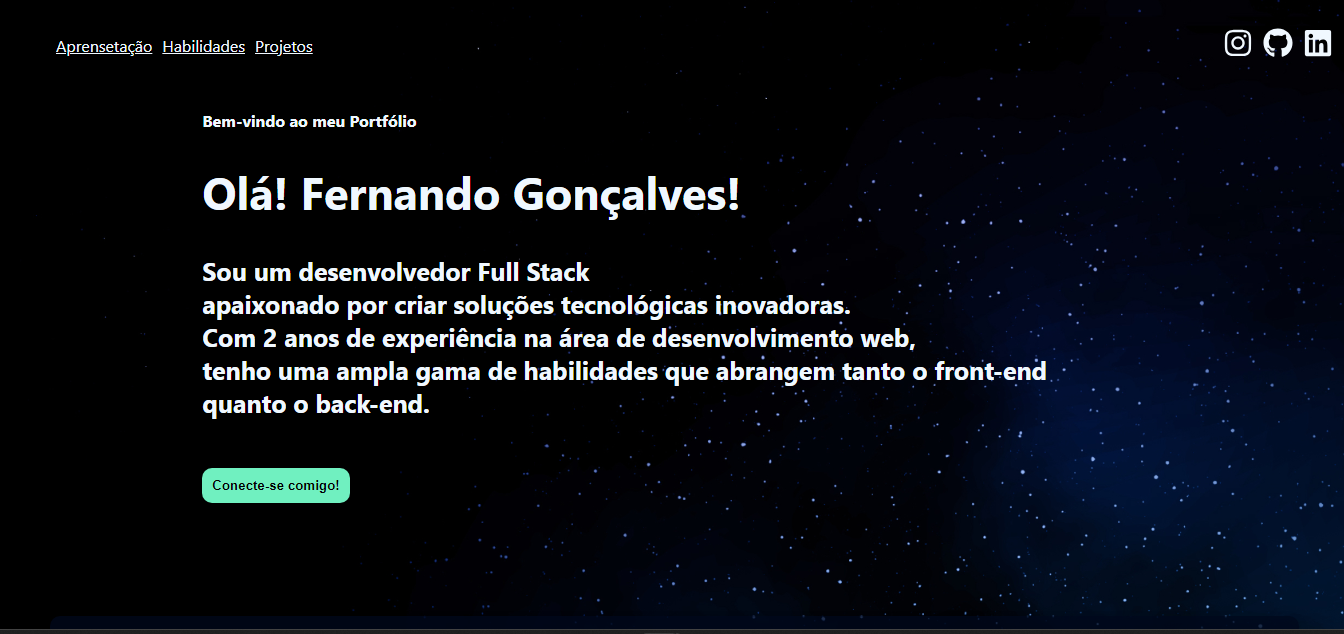 Aprensetação Habilidades Projetos
Bem-vindo ao meu Portfólio
Olá! Fernando Gonçalves!
Sou um desenvolvedor Full Stack
apaixonado por criar soluções tecnológicas inovadoras.
Com 2 anos de experiência na área de desenvolvimento web,
tenho uma ampla gama de habilidades que abrangem tanto o front-end
quanto o back-end.
Conecte-se comigo!